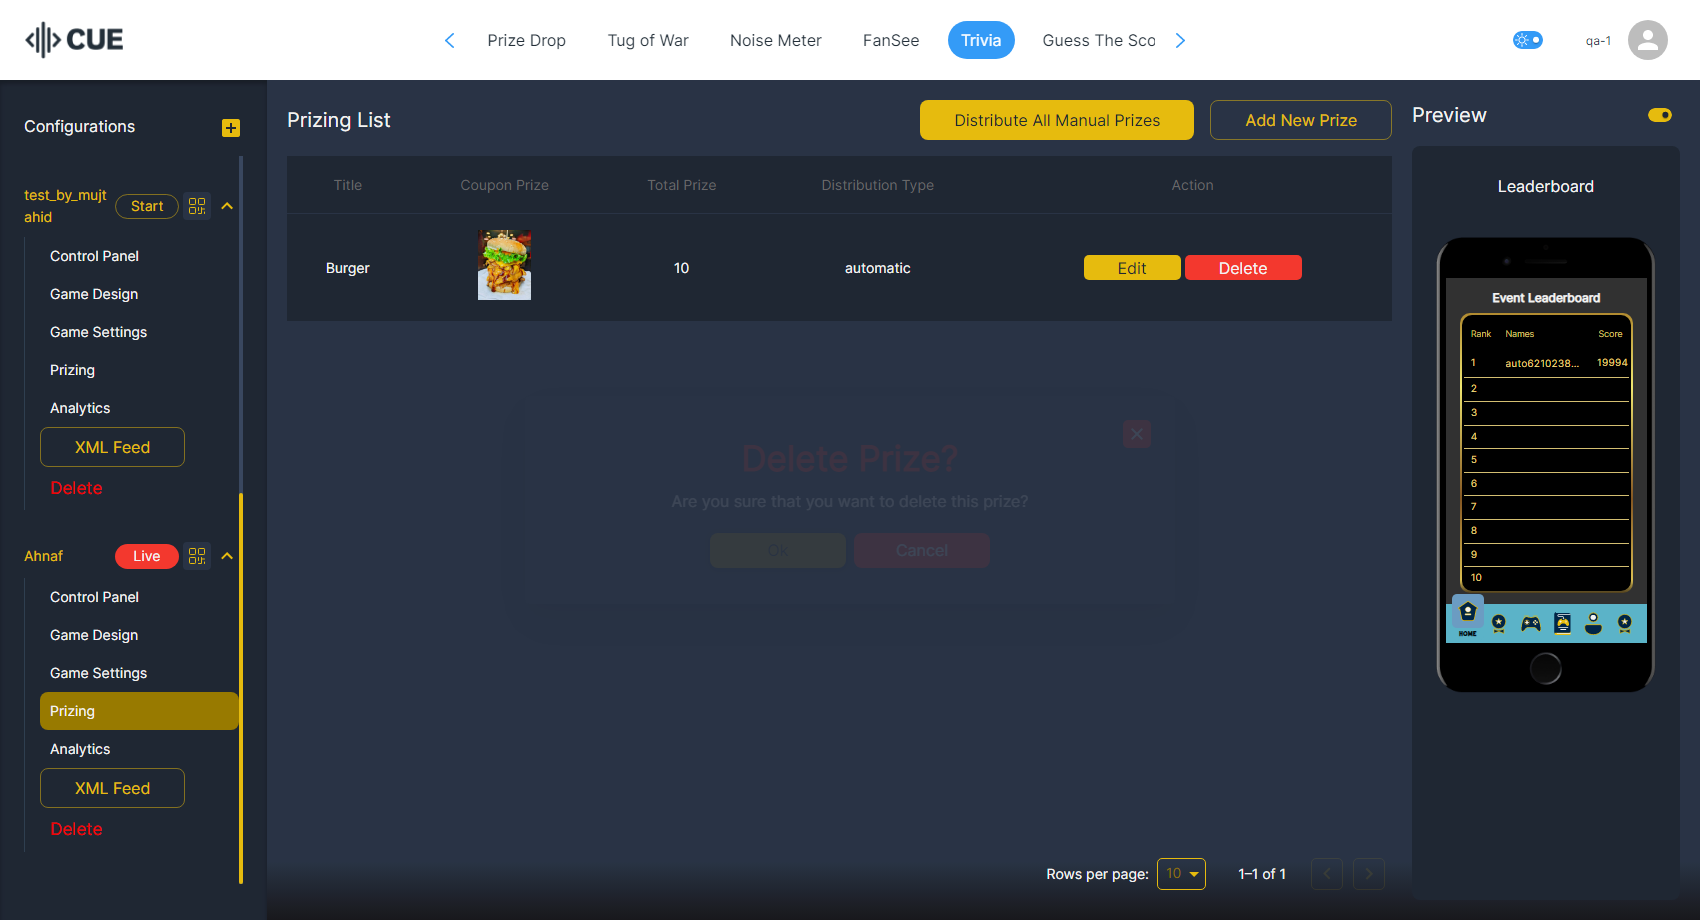 CUE
Prize Drop
Tug of War
Noise Meter
FanSee
Trivia
Guess The Sco
qa-1
Configurations
test_by_mujt
ahid
Start
Control Panel
Game Design
Game Settings
Prizing
Analytics
XML Feed
Delete
Ahnaf
Live
Control Panel
Game Design
Game Settings
Prizing
Analytics
XML Feed
Delete
Prizing List
Distribute All Manual Prizes
Add New Prize
Title Coupon Prize Total Prize Distribution Type Action
Burger 10 automatic Edit Delete
Delete Prize?
Are you sure that you want to delete this prize?
Ok Cancel
Rows per page: 10 1–1 of 1
Preview
Leaderboard
Event Leaderboard
Rank Names Score
1 auto6210238... 19994
2
3
4
5
6
7
8
9
10
HOME